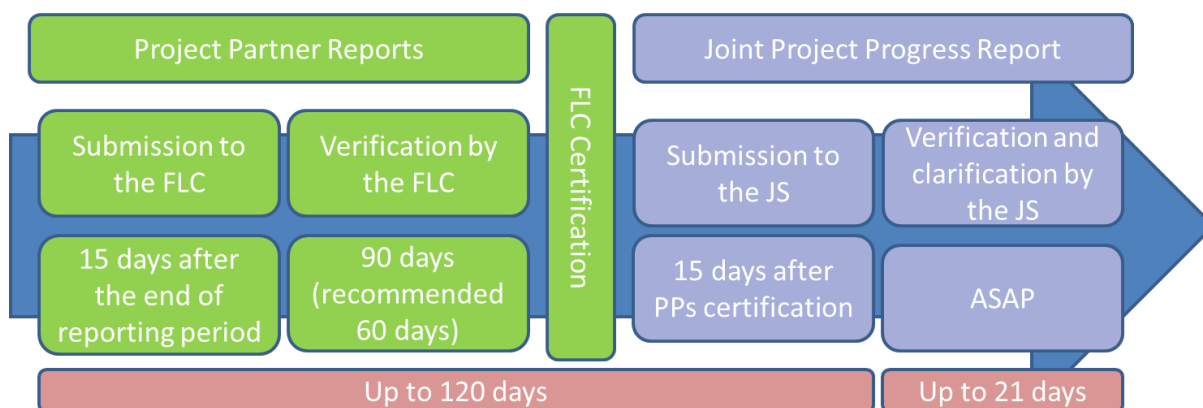 Project Partner Reports
FLC Certification
Joint Project Progress Report
Submission to
the FLC
Verification by
the FLC
Submission to
the JS
Verification and
clarification by
the JS
15 days after
the end of
reporting period
90 days
(recommended
60 days)
15 days after
PPs certification
ASAP
Up to 120 days
Up to 21 days